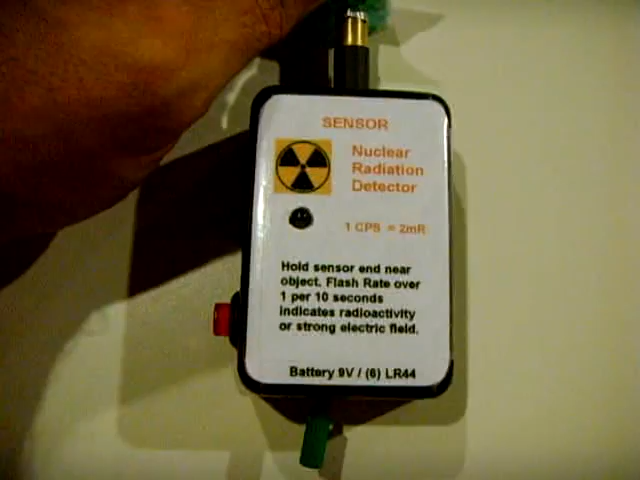 SENSOR
Nuclear
Radiation
Detector
1 CPS = 2mR
Hold sensor end near
object. Flash Rate over
1 per 10 seconds
indicates radioactivity
or strong electric field.
Battery 9V / (6) LR44